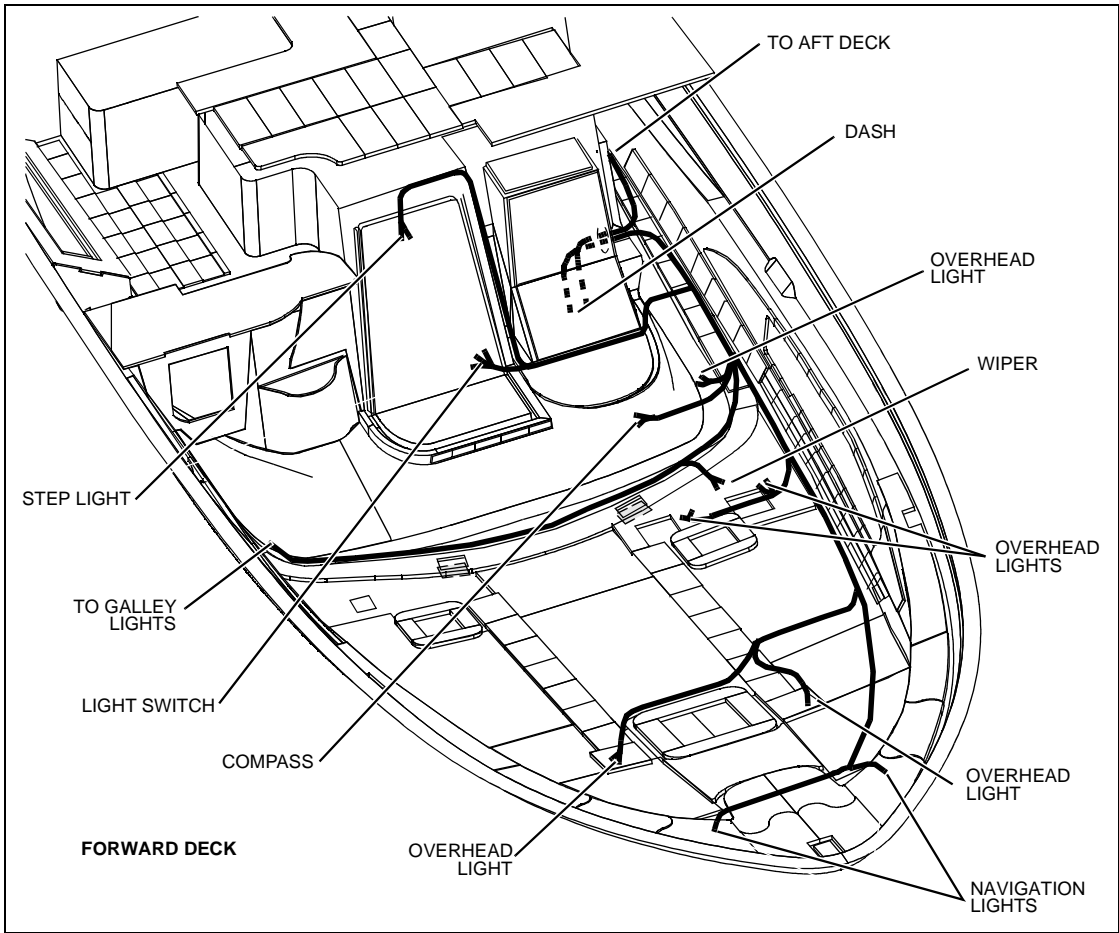 TO AFT DECK
DASH
OVERHEAD
LIGHT
WIPER
STEP LIGHT
OVERHEAD
LIGHTS
TO GALLEY
LIGHTS
LIGHT SWITCH
COMPASS
OVERHEAD
LIGHT
FORWARD DECK
OVERHEAD
LIGHT
NAVIGATION
LIGHTS